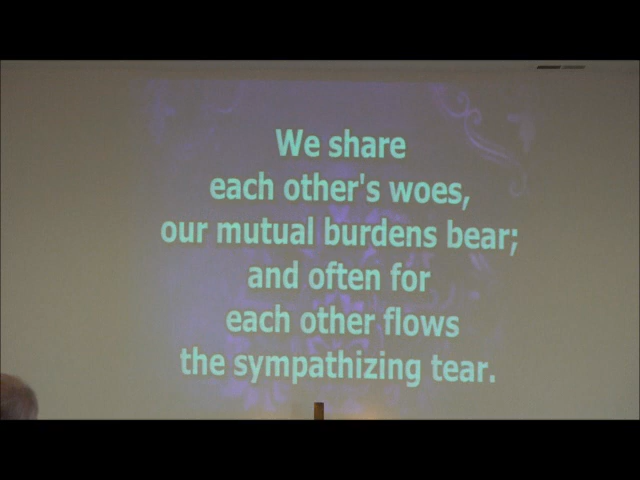 We share
each other's woes,
our mutual burdens bear;
and often for
each other flows
the sympathizing tear.